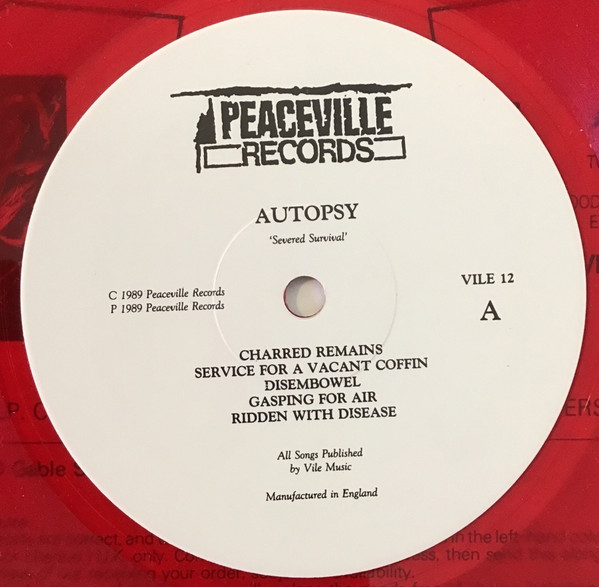 PEACEVILLE
RECORDS
AUTOPSY
'Severed Survival'
C 1989 Peaceville Records
P 1989 Peaceville Records
VILE 12
A
CHARRED REMAINS
SERVICE FOR A VACANT COFFIN
DISEMBOWEL
GASPING FOR AIR
RIDDEN WITH DISEASE
All Songs Published
by Vile Music
Manufactured in England